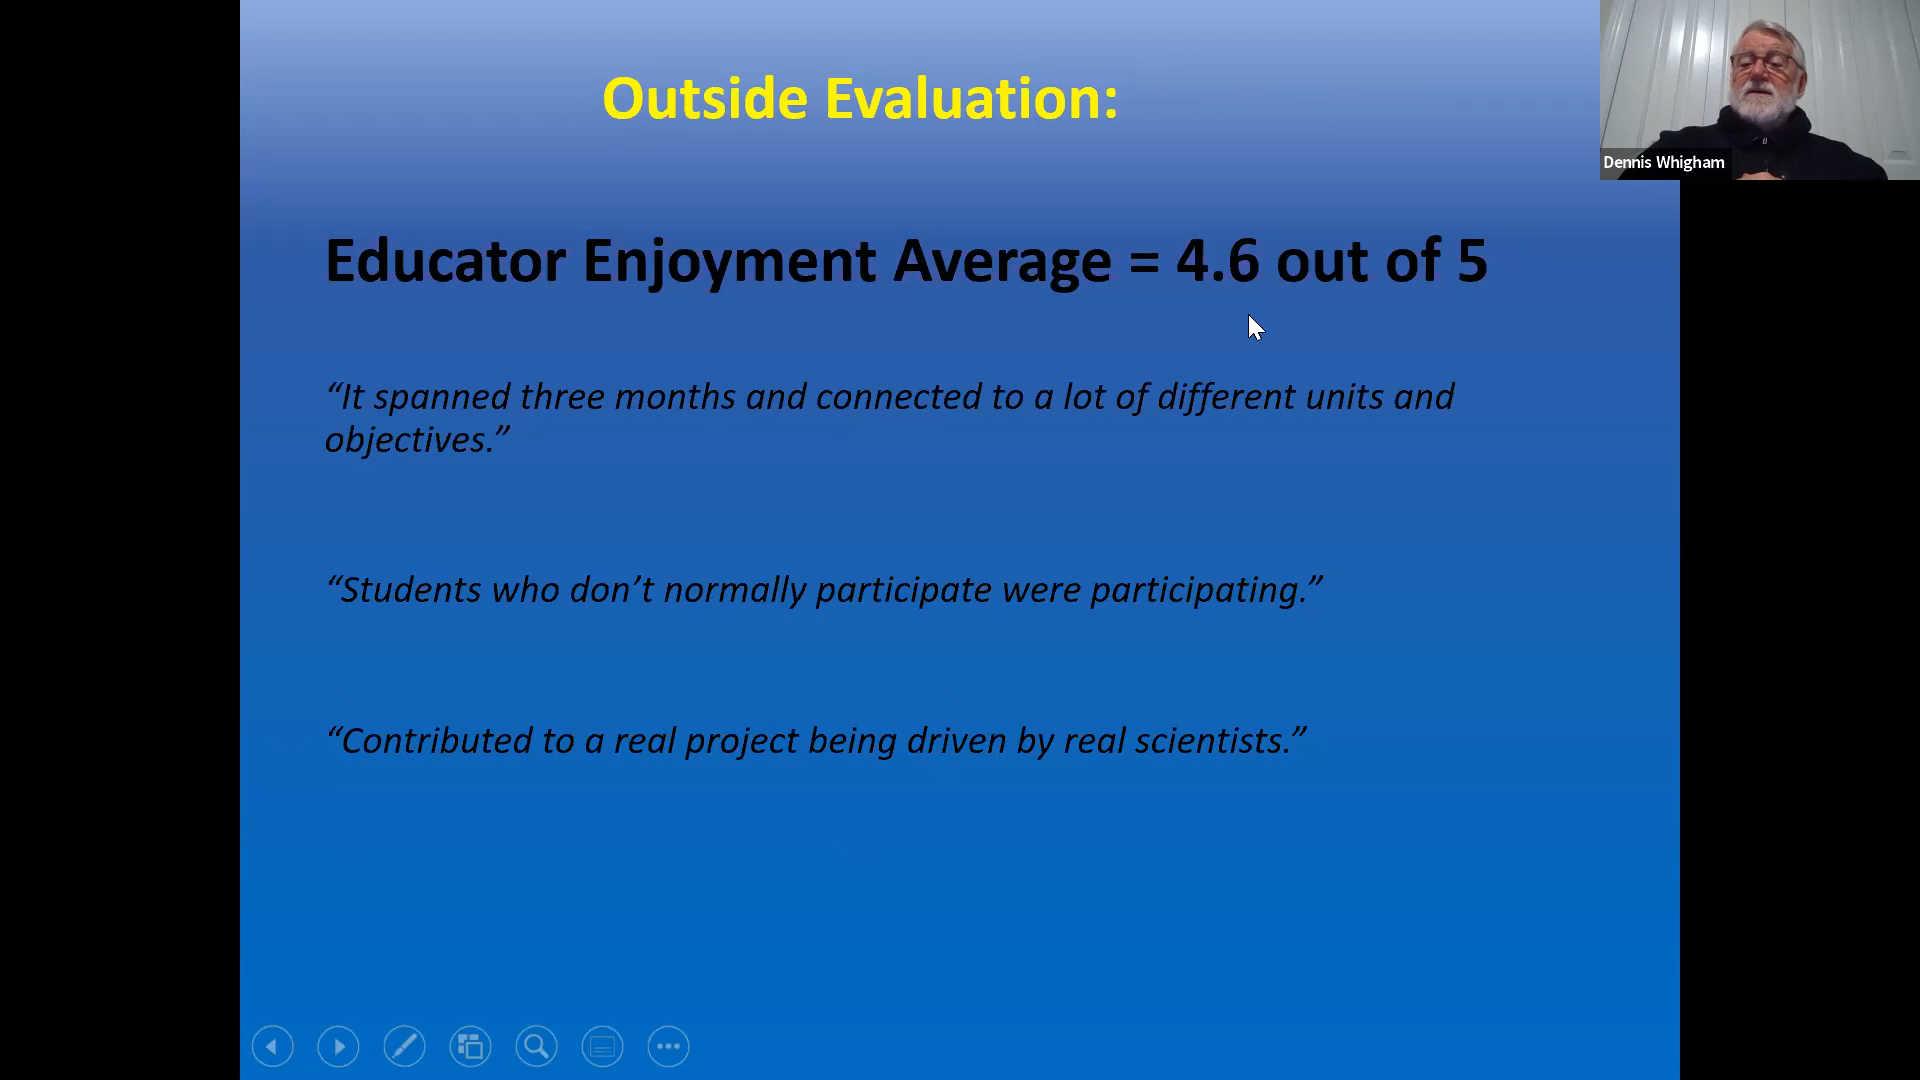 Outside Evaluation:
Dennis Whigham
Educator Enjoyment Average = 4.6 out of 5
“It spanned three months and connected to a lot of different units and
objectives.”
“Students who don’t normally participate were participating.”
“Contributed to a real project being driven by real scientists.”